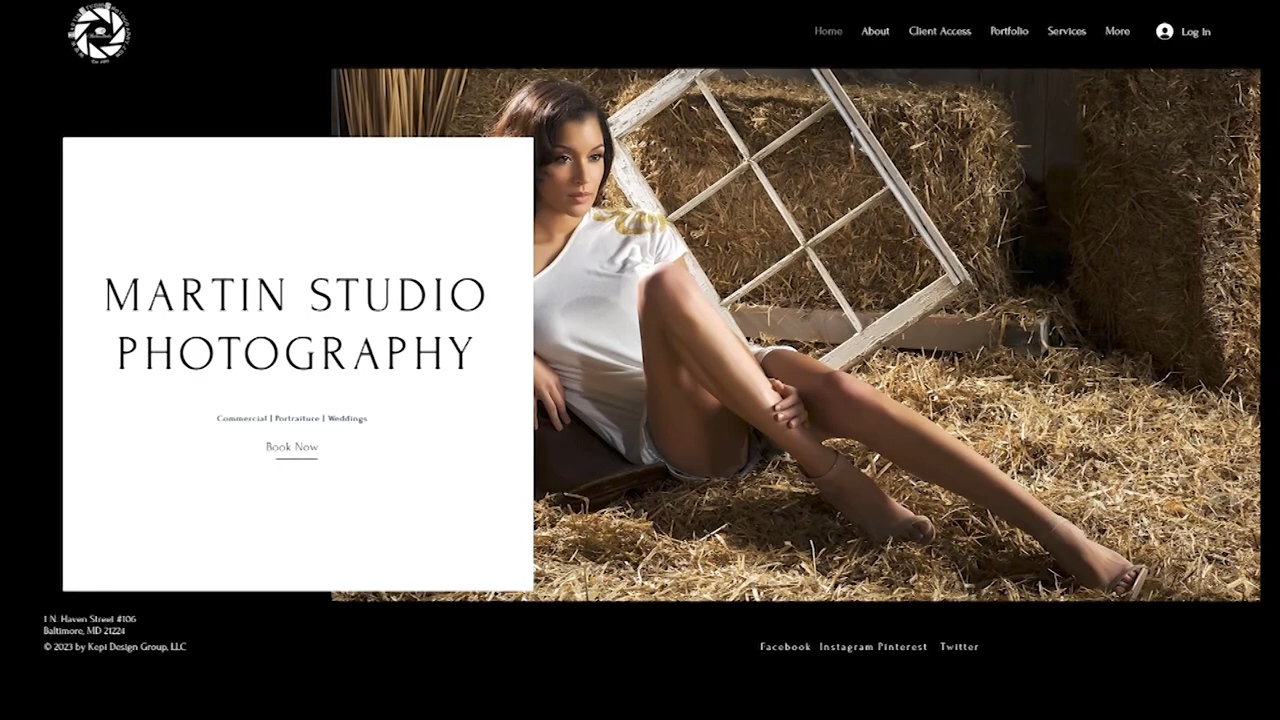 Home About Client Access Portfolio Services More Log In
MARTIN STUDIO
PHOTOGRAPHY
Commercial | Portraiture | Weddings
Book Now
1 N. Haven Street #106
Baltimore, MD 21224
© 2023 by Kepi Design Group, LLC
Facebook Instagram Pinterest Twitter